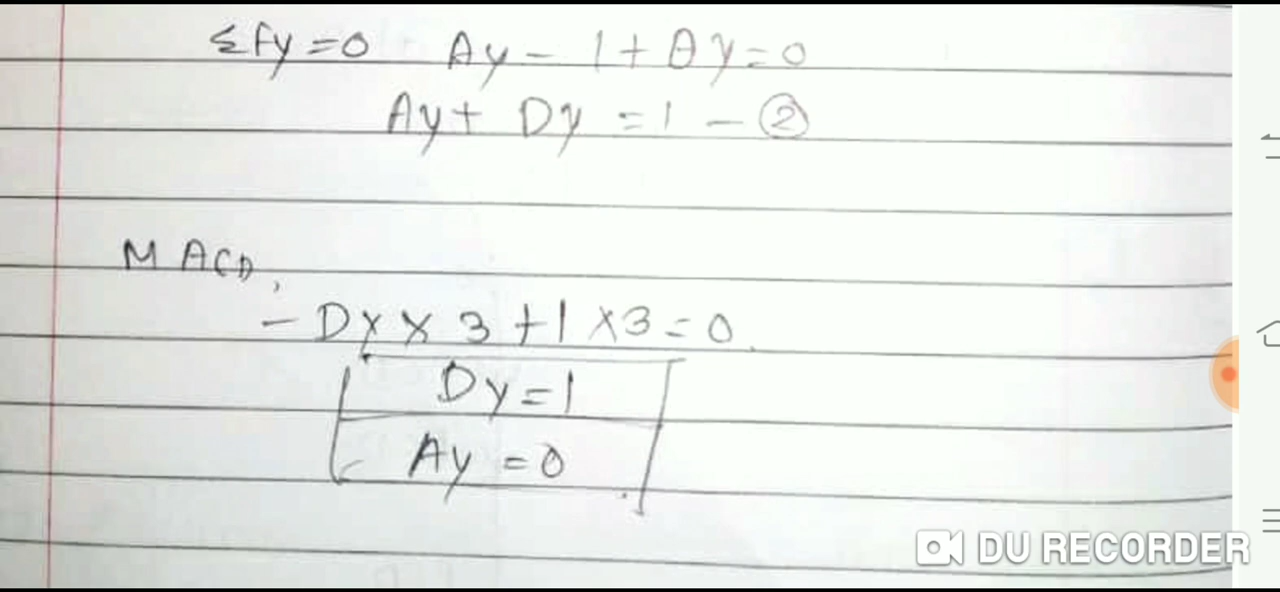 Σfy=0 Ay - 1 + Dy = 0
Ay + Dy = 1 - ②
M ACD,
- Dy × 3 + 1 × 3 = 0
Dy = 1
Ay = 0
DU RECORDER